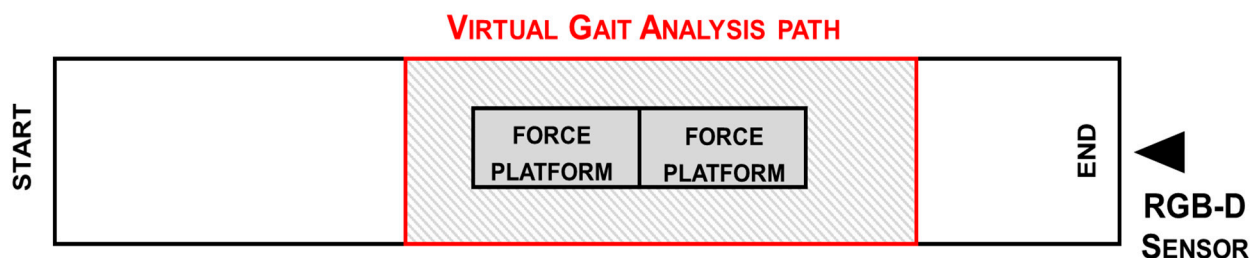 VIRTUAL GAIT ANALYSIS PATH
START
FORCE
PLATFORM
FORCE
PLATFORM
END
RGB-D
SENSOR